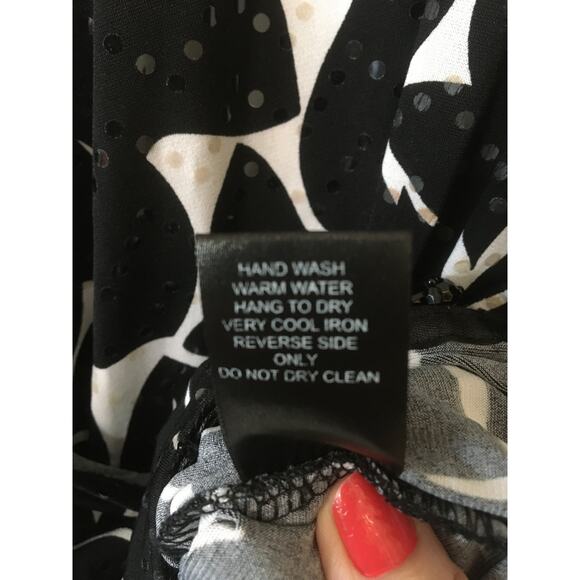 HAND WASH
WARM WATER
HANG TO DRY
VERY COOL IRON
REVERSE SIDE
ONLY
DO NOT DRY CLEAN